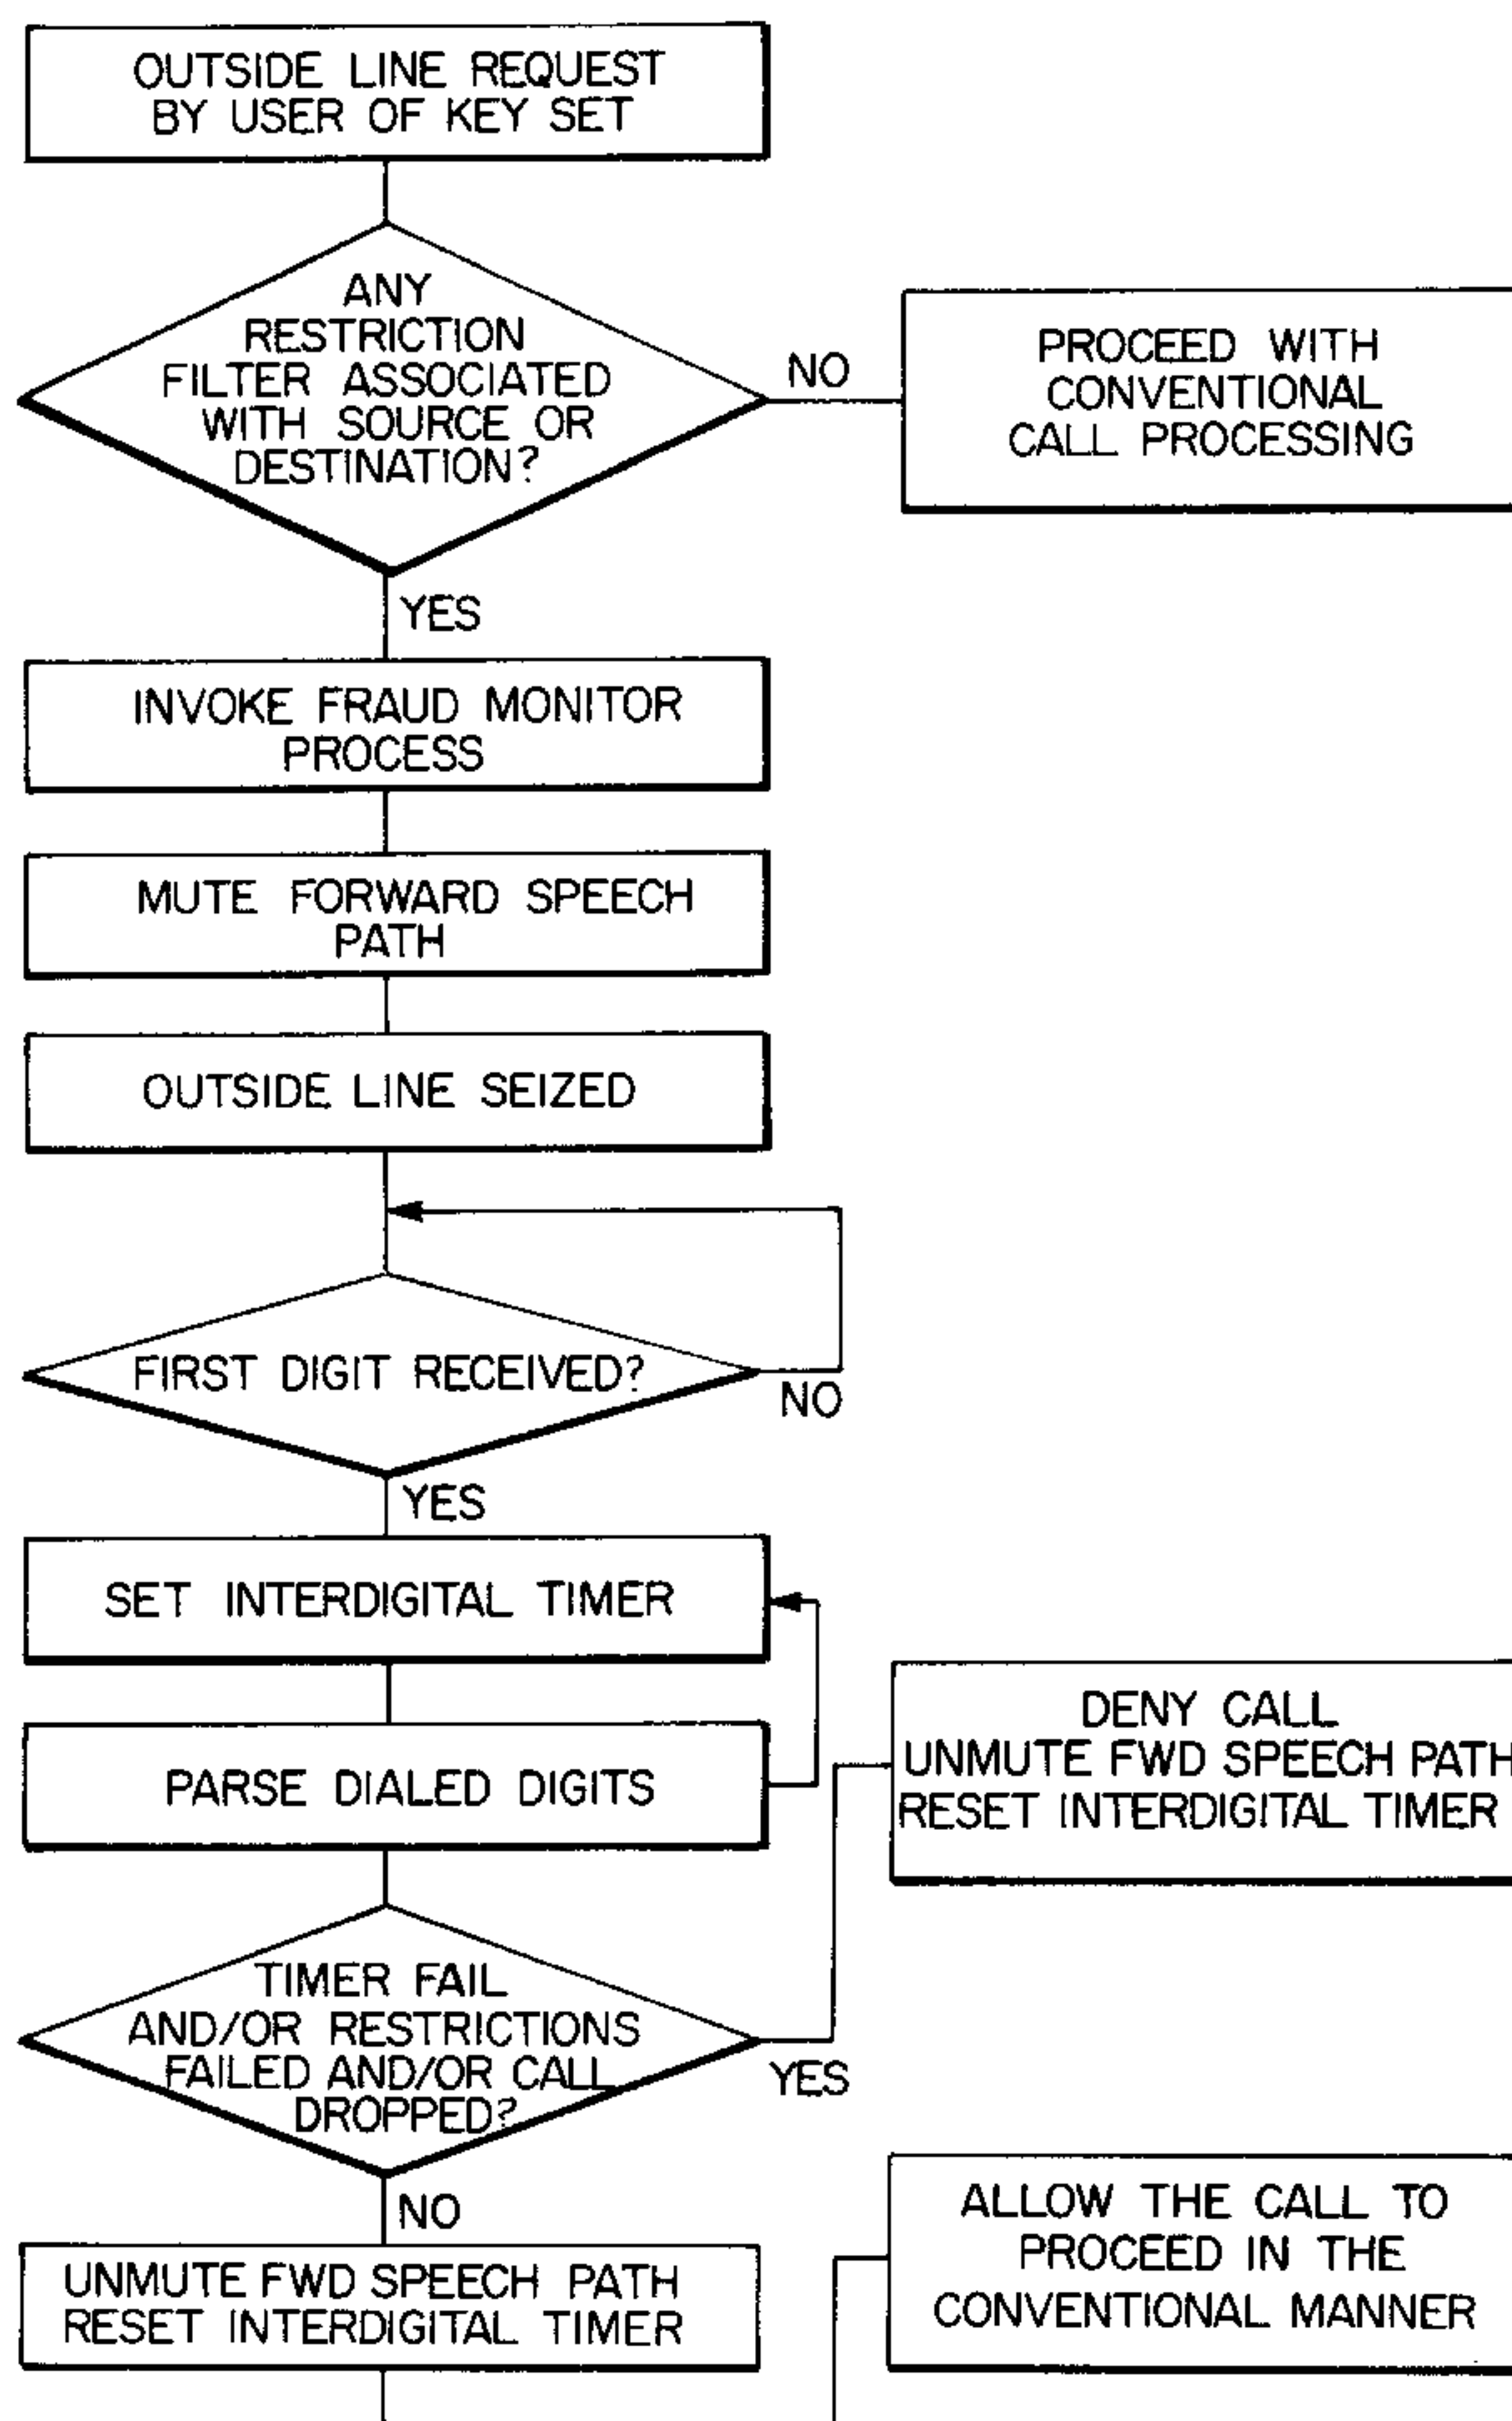 OUTSIDE LINE REQUEST
BY USER OF KEY SET
ANY
RESTRICTION
FILTER ASSOCIATED
WITH SOURCE OR
DESTINATION?
NO
PROCEED WITH
CONVENTIONAL
CALL PROCESSING
YES
INVOKE FRAUD MONITOR
PROCESS
MUTE FORWARD SPEECH
PATH
OUTSIDE LINE SEIZED
FIRST DIGIT RECEIVED?
NO
YES
SET INTERDIGITAL TIMER
PARSE DIALED DIGITS
DENY CALL
UNMUTE FWD SPEECH PATH
RESET INTERDIGITAL TIMER
TIMER FAIL
AND/OR RESTRICTIONS
FAILED AND/OR CALL
DROPPED?
YES
NO
UNMUTE FWD SPEECH PATH
RESET INTERDIGITAL TIMER
ALLOW THE CALL TO
PROCEED IN THE
CONVENTIONAL MANNER